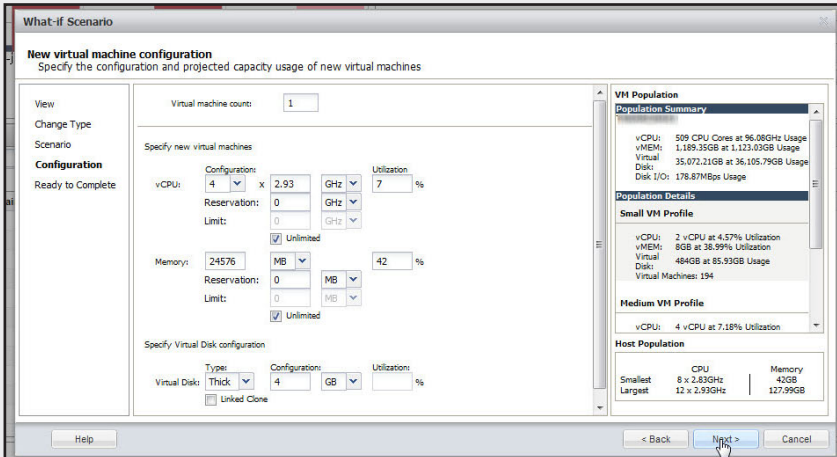 What-if Scenario
New virtual machine configuration
Specify the configuration and projected capacity usage of new virtual machines
View
Change Type
Scenario
Configuration
Ready to Complete
Virtual machine count: 1
Specify new virtual machines
Configuration: Utilization
vCPU: 4 x 2.93 GHz 7 %
Reservation: 0 GHz
Limit: 0 GHz
Unlimited
Memory: 24576 MB 42 %
Reservation: 0 MB
Limit: 0 MB
Unlimited
Specify Virtual Disk configuration
Type: Configuration: Utilization:
Virtual Disk: Thick 4 GB %
Linked Clone
VM Population
Population Summary
vCPU: 509 CPU Cores at 96.08GHz Usage
vMEM: 1,189.35GB at 1,123.03GB Usage
Virtual Disk: 35,072.21GB at 36,105.79GB Usage
Disk I/O: 178.87MBps Usage
Population Details
Small VM Profile
vCPU: 2 vCPU at 4.57% Utilization
vMEM: 8GB at 38.99% Utilization
Virtual Disk: 484GB at 85.93GB Usage
Virtual Machines: 194
Medium VM Profile
vCPU: 4 vCPU at 7.18% Utilization
Host Population
CPU Memory
Smallest 8 x 2.83GHz 42GB
Largest 12 x 2.93GHz 127.99GB
Help
< Back
Next >
Cancel